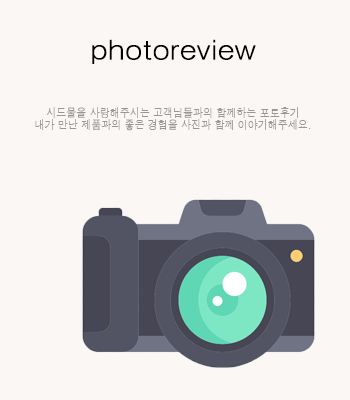 photoreview
시드물을 사랑해주시는 고객님들과의 함께하는 포토후기
내가 만난 제품과의 좋은 경험을 사진과 함께 이야기해주세요.